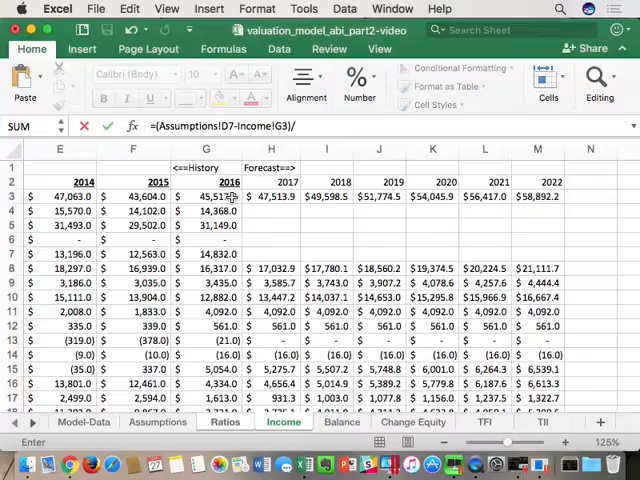 Excel File Edit View Insert Format Tools Data Window Help
valuation_model_abi_part2-video
Search Sheet
Home Insert Page Layout Formulas Data Review View Share
Calibri (Body) 10 A A
Paste B I U Alignment Number Conditional Formatting Format as Table Cell Styles Cells Editing
SUM fx =(Assumptions!D7-Income!G3)/
E F G H I J K L M N
1 <==History Forecast==>
2 2014 2015 2016 2017 2018 2019 2020 2021 2022
3 $ 47,063.0 $ 43,604.0 $ 45,517 $ 47,513.9 $49,598.5 $51,774.5 $54,045.9 $56,417.0 $58,892.2
4 $ 15,570.0 $ 14,102.0 $ 14,368.0
5 $ 31,493.0 $ 29,502.0 $ 31,149.0
6 $ - $ - $ -
7 $ 13,196.0 $ 12,563.0 $ 14,832.0
8 $ 18,297.0 $ 16,939.0 $ 16,317.0 $ 17,032.9 $ 17,780.1 $ 18,560.2 $ 19,374.5 $ 20,224.5 $ 21,111.7
9 $ 3,186.0 $ 3,035.0 $ 3,435.0 $ 3,585.7 $ 3,743.0 $ 3,907.2 $ 4,078.6 $ 4,257.6 $ 4,444.4
10 $ 15,111.0 $ 13,904.0 $ 12,882.0 $ 13,447.2 $ 14,037.1 $ 14,653.0 $ 15,295.8 $ 15,966.9 $ 16,667.4
11 $ 2,008.0 $ 1,833.0 $ 4,092.0 $ 4,092.0 $ 4,092.0 $ 4,092.0 $ 4,092.0 $ 4,092.0 $ 4,092.0
12 $ 335.0 $ 339.0 $ 561.0 $ 561.0 $ 561.0 $ 561.0 $ 561.0 $ 561.0 $ 561.0
13 $ (319.0) $ (378.0) $ (21.0) $ - $ - $ - $ - $ - $ -
14 $ (9.0) $ (10.0) $ (16.0) $ (16.0) $ (16.0) $ (16.0) $ (16.0) $ (16.0) $ (16.0)
15 $ (35.0) $ 337.0 $ 5,054.0 $ 5,275.7 $ 5,507.2 $ 5,748.8 $ 6,001.0 $ 6,264.3 $ 6,539.1
16 $ 13,801.0 $ 12,461.0 $ 4,334.0 $ 4,656.4 $ 5,014.9 $ 5,389.2 $ 5,779.8 $ 6,186.6 $ 6,613.3
17 $ 2,499.0 $ 2,594.0 $ 1,613.0 $ 931.3 $ 1,003.0 $ 1,077.8 $ 1,156.0 $ 1,237.5 $ 1,322.7
Model-Data Assumptions Ratios Income Balance Change Equity TFI TII
Enter 125%